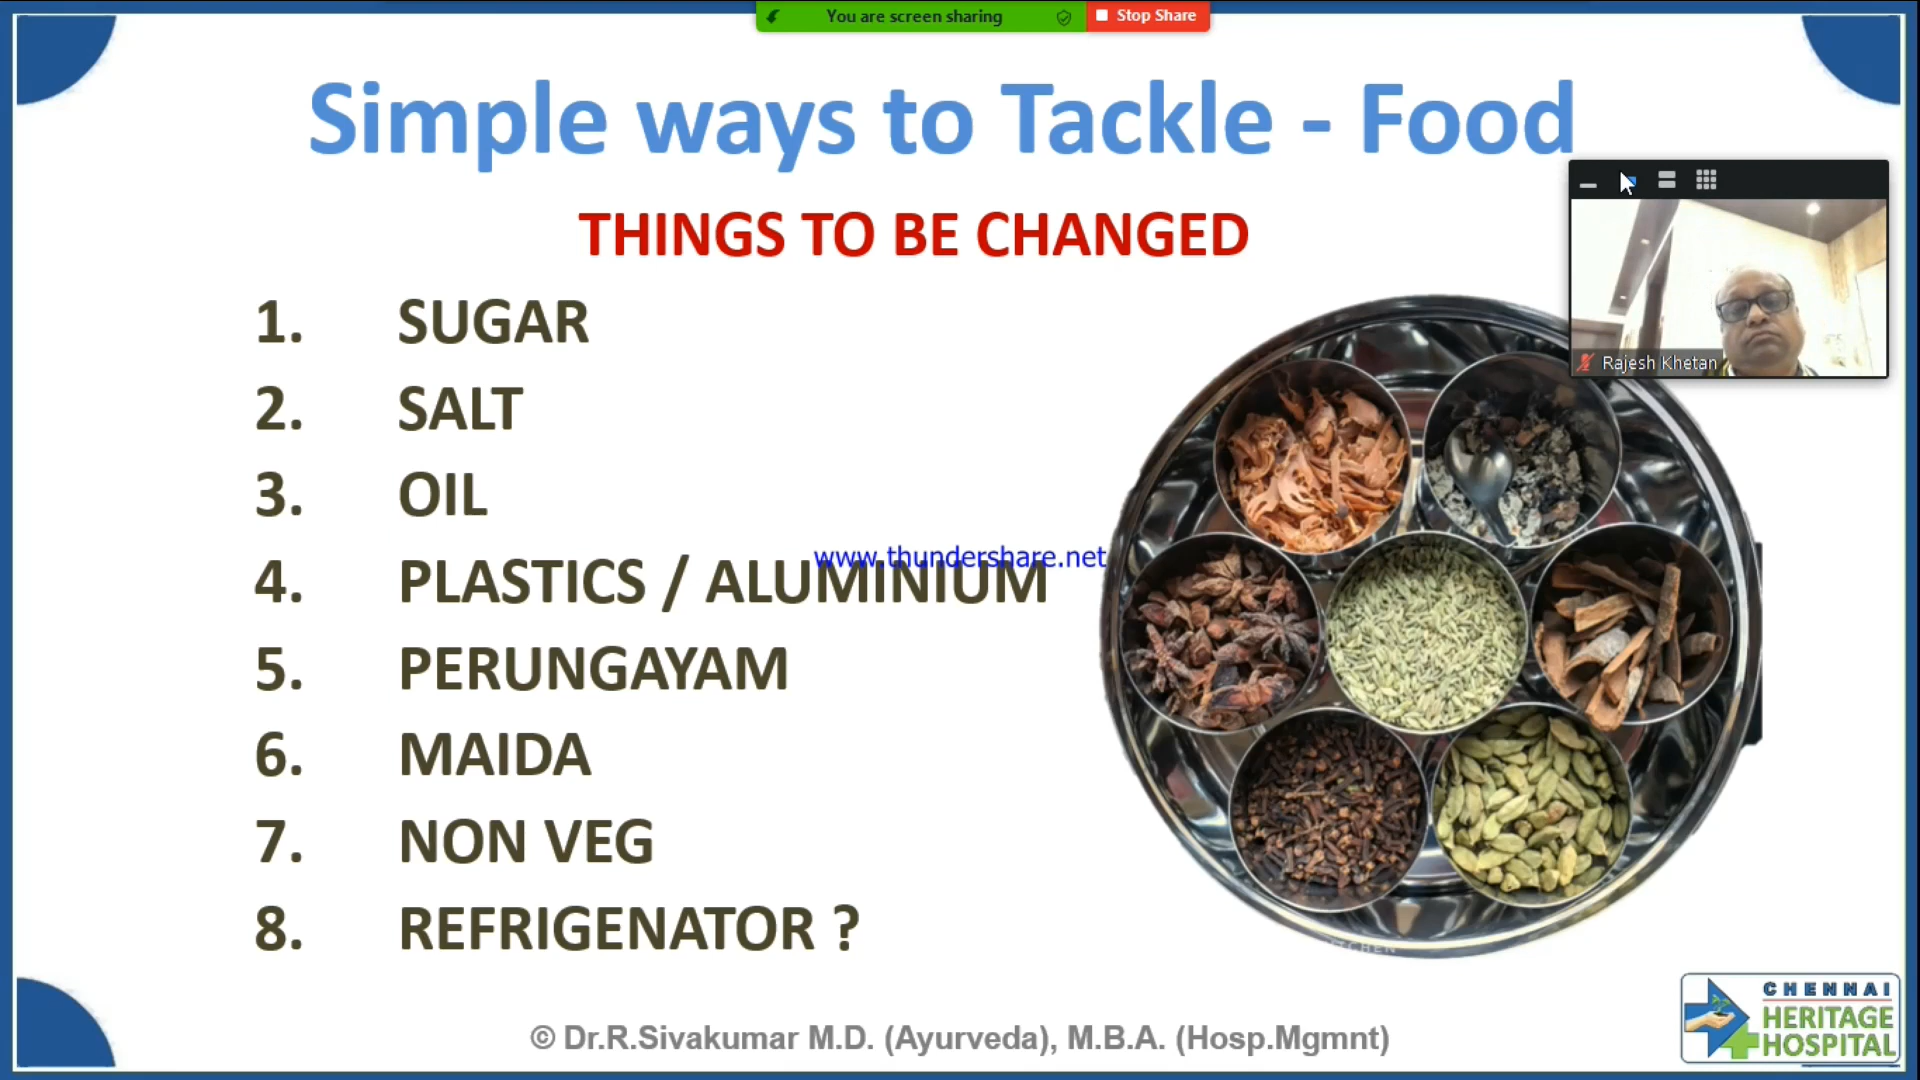 You are screen sharing
Stop Share
Simple ways to Tackle - Food
THINGS TO BE CHANGED
Rajesh Khetan
1. SUGAR
2. SALT
3. OIL
www.thundershare.net
4. PLASTICS / ALUMINIUM
5. PERUNGAYAM
6. MAIDA
7. NON VEG
8. REFRIGENATOR ?
© Dr.R.Sivakumar M.D. (Ayurveda), M.B.A. (Hosp.Mgmnt)
CHENNAI
HERITAGE
HOSPITAL